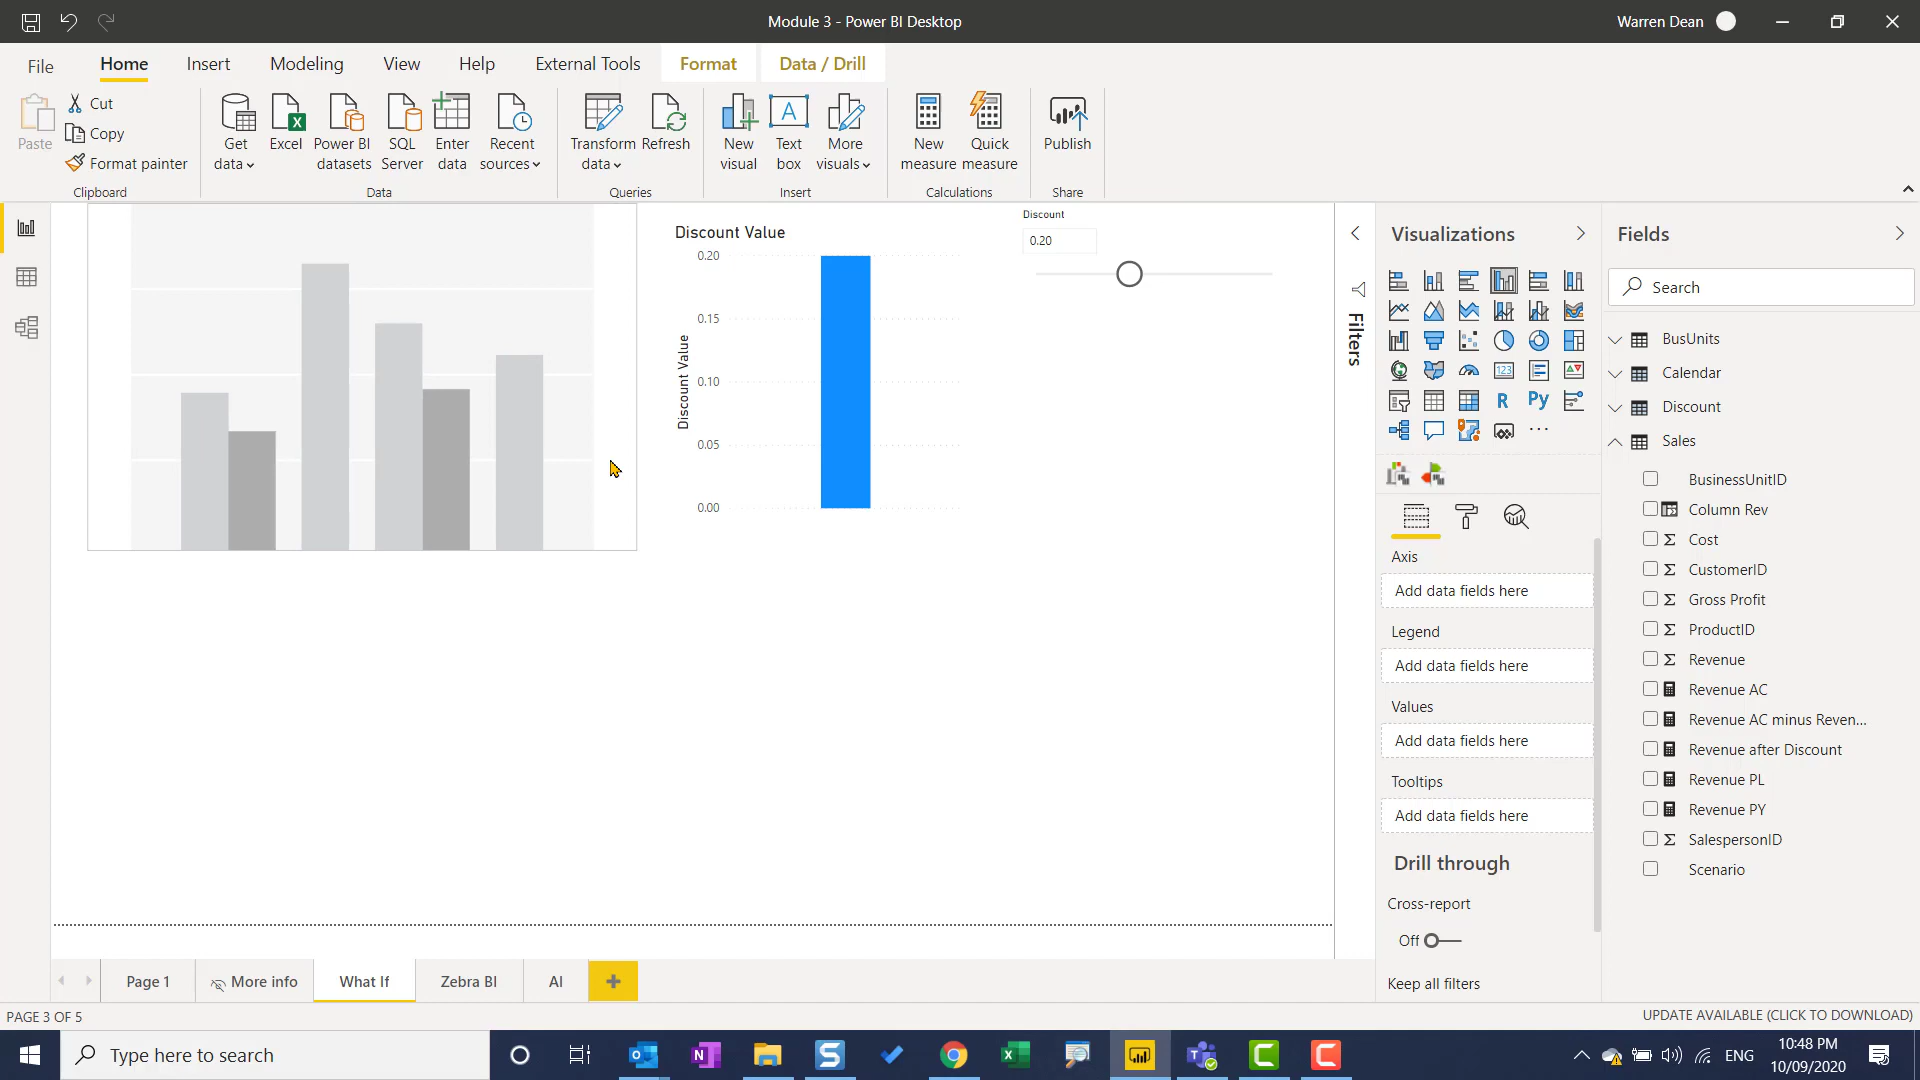 Module 3 - Power BI Desktop
Warren Dean
File
Home
Insert
Modeling
View
Help
External Tools
Format
Data / Drill
Paste
Cut
Copy
Format painter
Clipboard
Get data
Excel
Power BI datasets
SQL Server
Enter data
Recent sources
Data
Transform data
Refresh
Queries
New visual
Text box
More visuals
Insert
New measure
Quick measure
Calculations
Publish
Share
Discount Value
0.20
0.15
0.10
0.05
0.00
Discount Value
Discount
0.20
Filters
Visualizations
Axis
Add data fields here
Legend
Add data fields here
Values
Add data fields here
Tooltips
Add data fields here
Drill through
Cross-report
Off
Keep all filters
Fields
Search
BusUnits
Calendar
Discount
Sales
BusinessUnitID
Column Rev
Cost
CustomerID
Gross Profit
ProductID
Revenue
Revenue AC
Revenue AC minus Reven...
Revenue after Discount
Revenue PL
Revenue PY
SalespersonID
Scenario
Page 1
More info
What If
Zebra BI
AI
PAGE 3 OF 5
UPDATE AVAILABLE (CLICK TO DOWNLOAD)
Type here to search
ENG
10:48 PM
10/09/2020